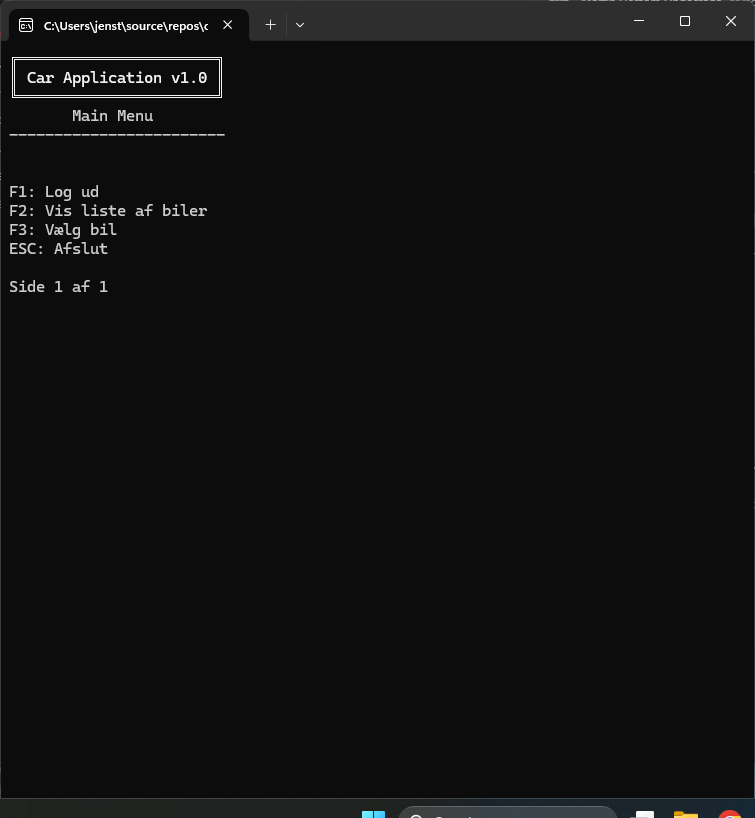 C:\Users\jenst\source\repos\c
Car Application v1.0
Main Menu
------------------------
F1: Log ud
F2: Vis liste af biler
F3: Vælg bil
ESC: Afslut
Side 1 af 1